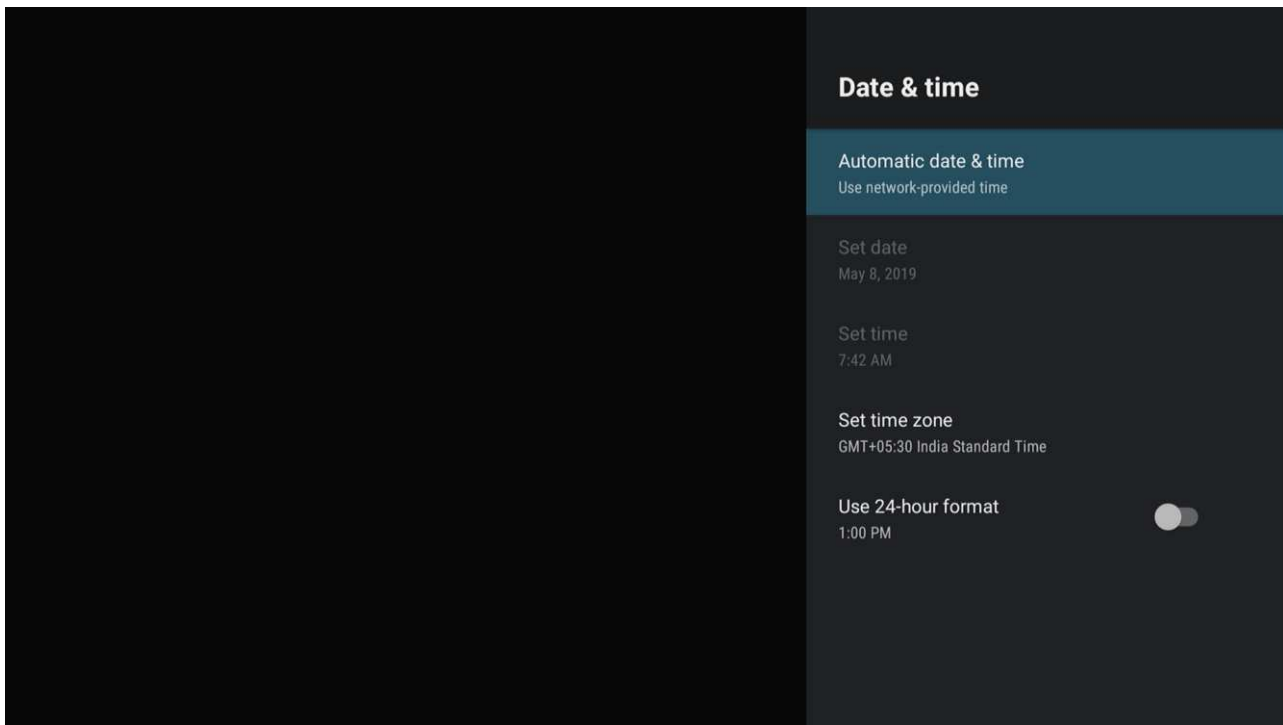 Date & time
Automatic date & time
Use network-provided time
Set date
May 8, 2019
Set time
7:42 AM
Set time zone
GMT+05:30 India Standard Time
Use 24-hour format
1:00 PM